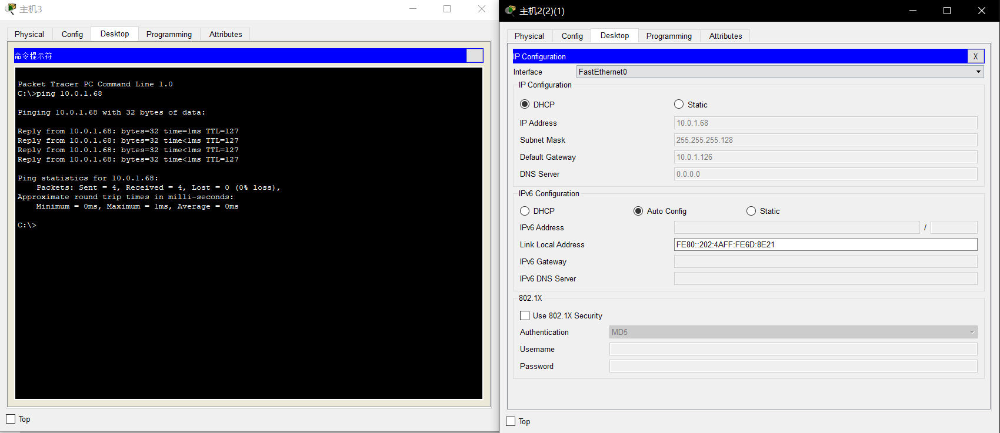 主机3
Physical Config Desktop Programming Attributes
命令提示符
Packet Tracer PC Command Line 1.0
C:\>ping 10.0.1.68
Pinging 10.0.1.68 with 32 bytes of data:
Reply from 10.0.1.68: bytes=32 time=1ms TTL=127
Reply from 10.0.1.68: bytes=32 time<1ms TTL=127
Reply from 10.0.1.68: bytes=32 time<1ms TTL=127
Reply from 10.0.1.68: bytes=32 time<1ms TTL=127
Ping statistics for 10.0.1.68:
Packets: Sent = 4, Received = 4, Lost = 0 (0% loss),
Approximate round trip times in milli-seconds:
Minimum = 0ms, Maximum = 1ms, Average = 0ms
C:\>
Top
主机2(2)(1)
Physical Config Desktop Programming Attributes
IP Configuration X
Interface FastEthernet0
IP Configuration
DHCP Static
IP Address 10.0.1.68
Subnet Mask 255.255.255.128
Default Gateway 10.0.1.126
DNS Server 0.0.0.0
IPv6 Configuration
DHCP Auto Config Static
IPv6 Address /
Link Local Address FE80::202:4AFF:FE6D:8E21
IPv6 Gateway
IPv6 DNS Server
802.1X
Use 802.1X Security
Authentication MD5
Username
Password
Top